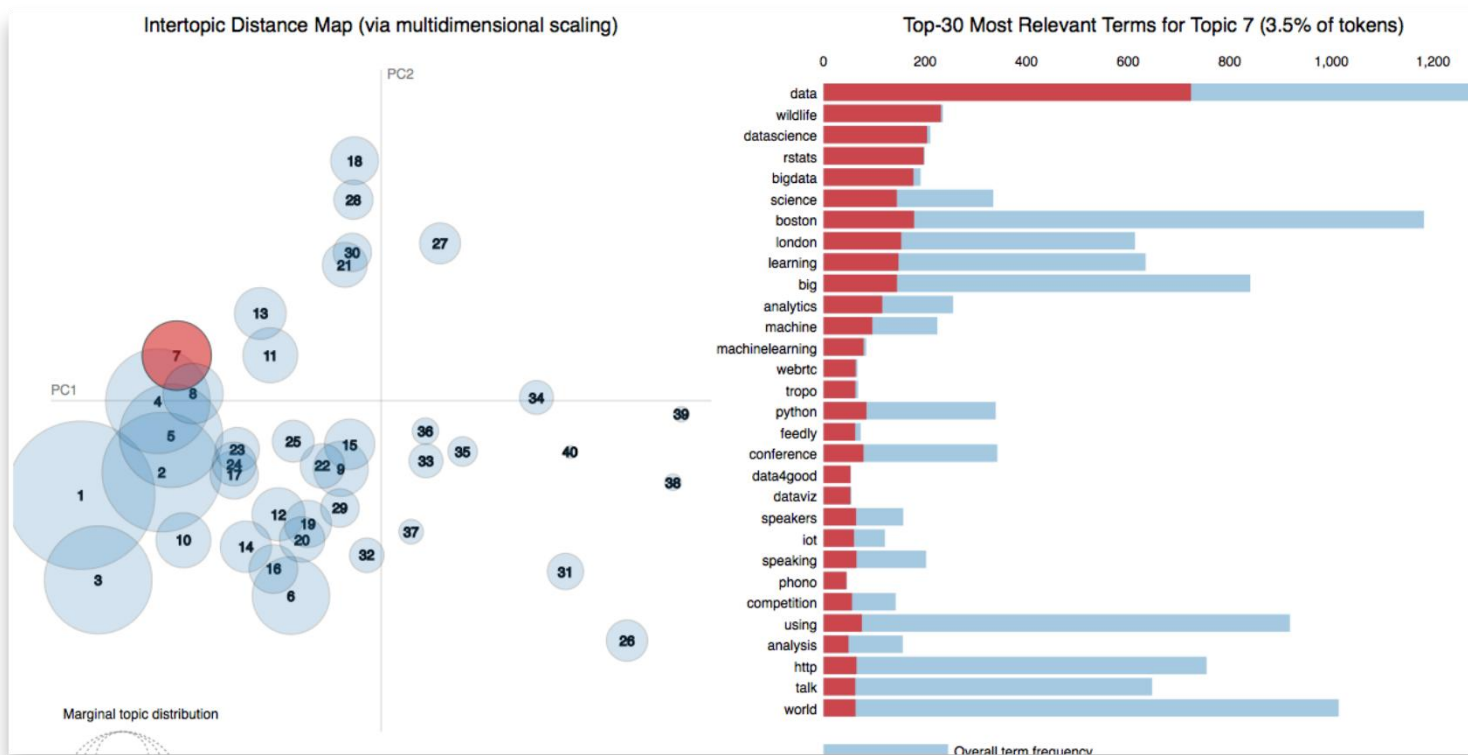 Intertopic Distance Map (via multidimensional scaling)
PC2
18
28
30
21
27
13
7
11
PC1
4
8
34
39
5
36
25
15
23
24
17
22
9
33
35
40
2
38
1
29
12
19
37
10
14
20
32
16
31
3
6
26
Marginal topic distribution
Top-30 Most Relevant Terms for Topic 7 (3.5% of tokens)
0 200 400 600 800 1,000 1,200
data
wildlife
datascience
rstats
bigdata
science
boston
london
learning
big
analytics
machine
machinelearning
webrtc
tropo
python
feedly
conference
data4good
dataviz
speakers
iot
speaking
phono
competition
using
analysis
http
talk
world
Overall term frequency